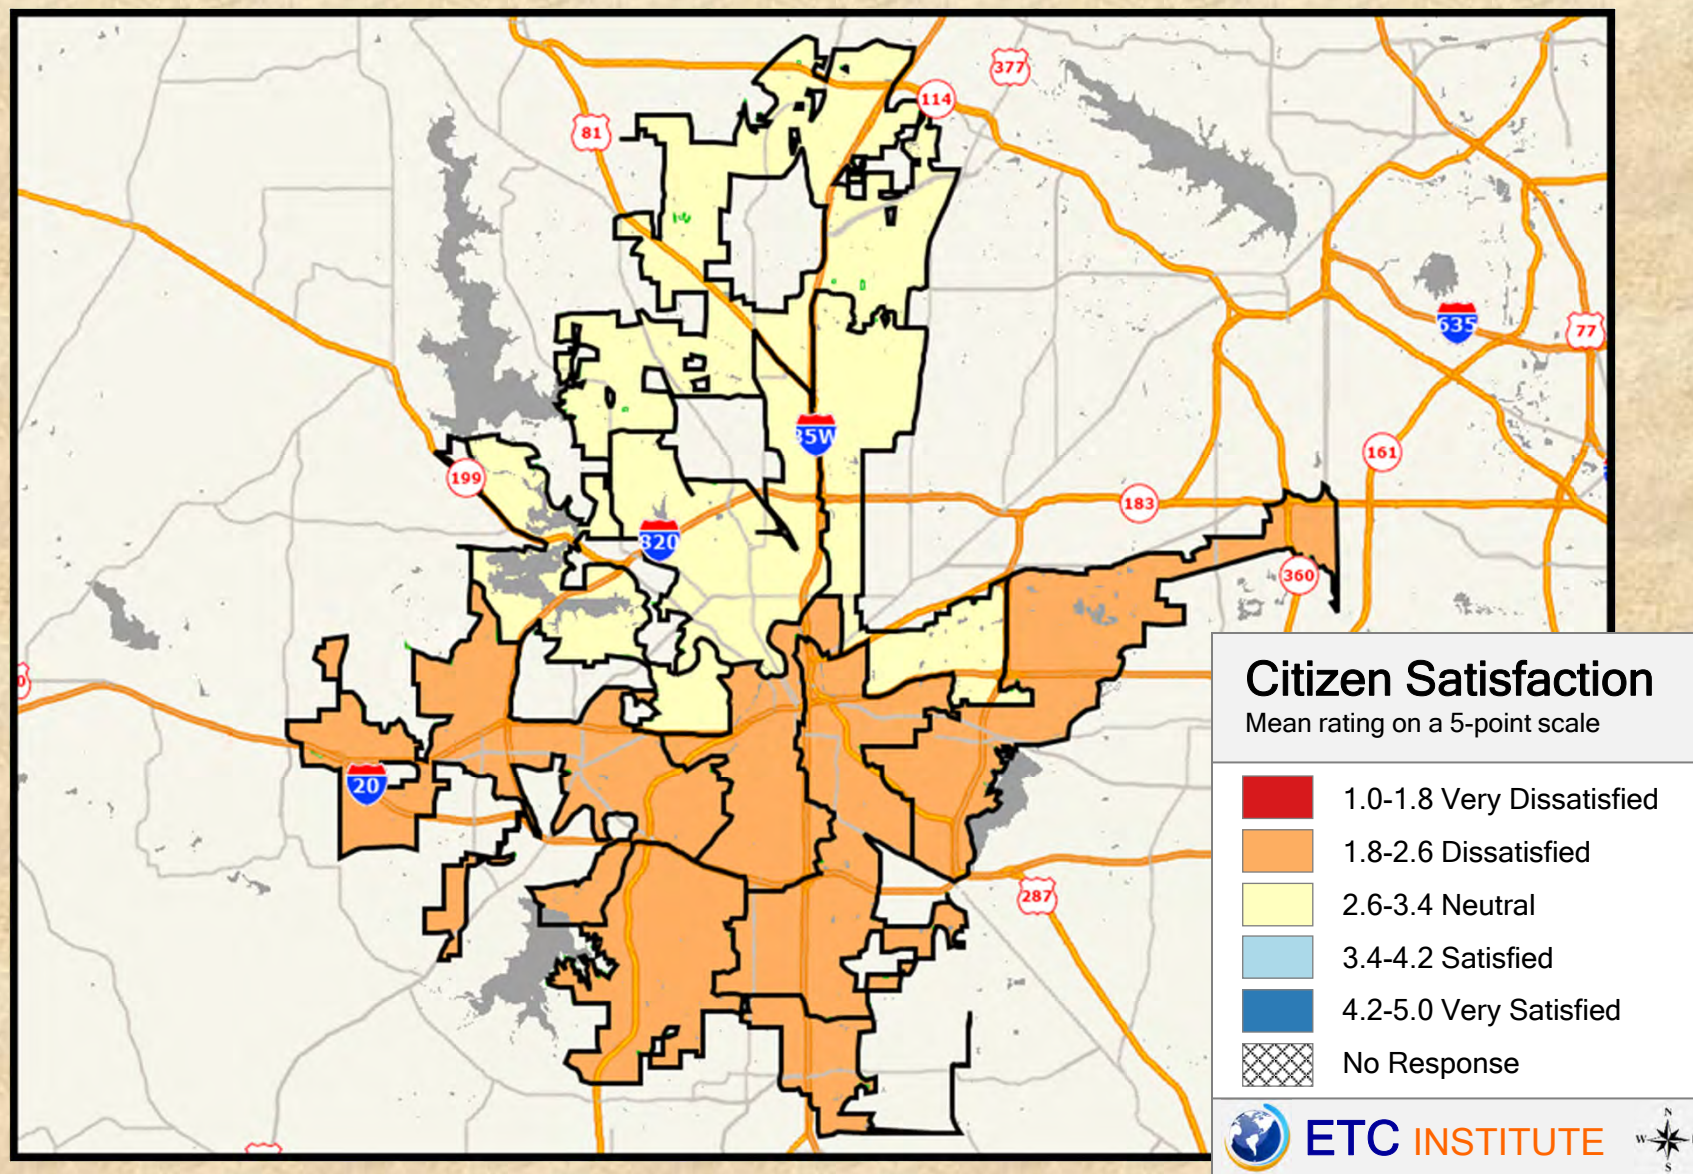 377
114
81
635
77
35W
199
161
183
820
360
20
287
Citizen Satisfaction
Mean rating on a 5-point scale
1.0-1.8 Very Dissatisfied
1.8-2.6 Dissatisfied
2.6-3.4 Neutral
3.4-4.2 Satisfied
4.2-5.0 Very Satisfied
No Response
ETC INSTITUTE
N
W
S